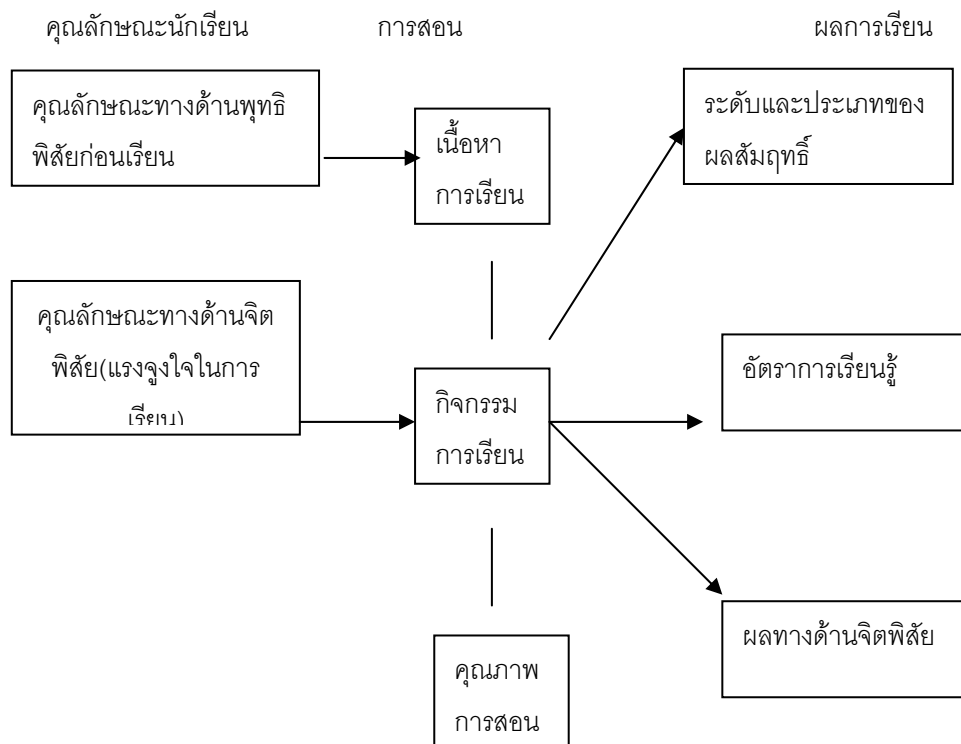 คุณลักษณะนักเรียน การสอน ผลการเรียน
คุณลักษณะทางด้านพุทธิ
พิสัยก่อนเรียน
เนื้อหา
การเรียน
ระดับและประเภทของ
ผลสัมฤทธิ์
คุณลักษณะทางด้านจิต
พิสัย(แรงจูงใจในการ
เรียน)
กิจกรรม
การเรียน
อัตราการเรียนรู้
ผลทางด้านจิตพิสัย
คุณภาพ
การสอน